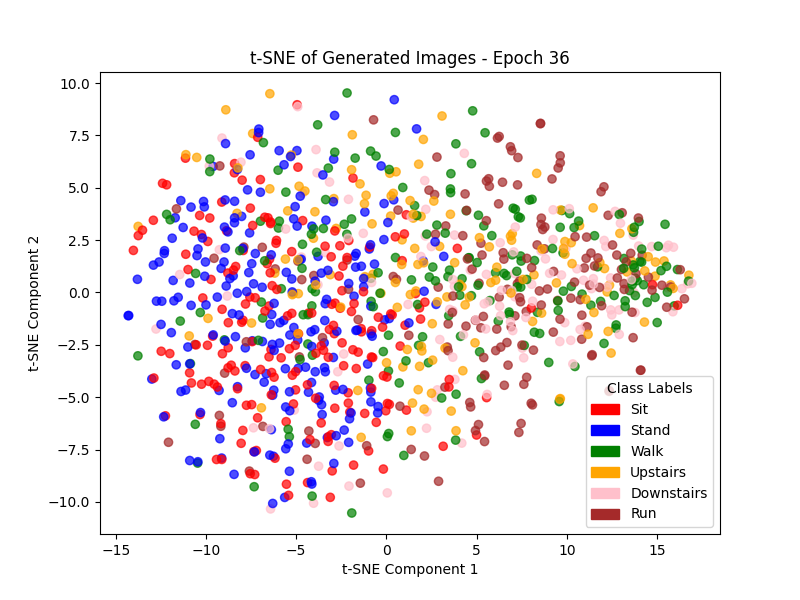 t-SNE of Generated Images - Epoch 36
t-SNE Component 2
10.0
7.5
5.0
2.5
0.0
−2.5
−5.0
−7.5
−10.0
Class Labels
Sit
Stand
Walk
Upstairs
Downstairs
Run
−15
−10
−5
0
5
10
15
t-SNE Component 1